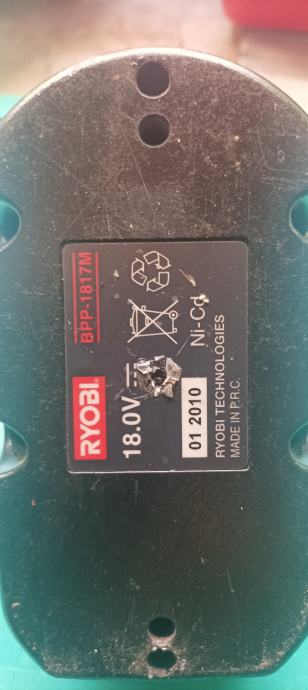 RYOBI
BPP-1817M
18.0V
Ni-Cd
01 2010
RYOBI TECHNOLOGIES
MADE IN P.R.C.